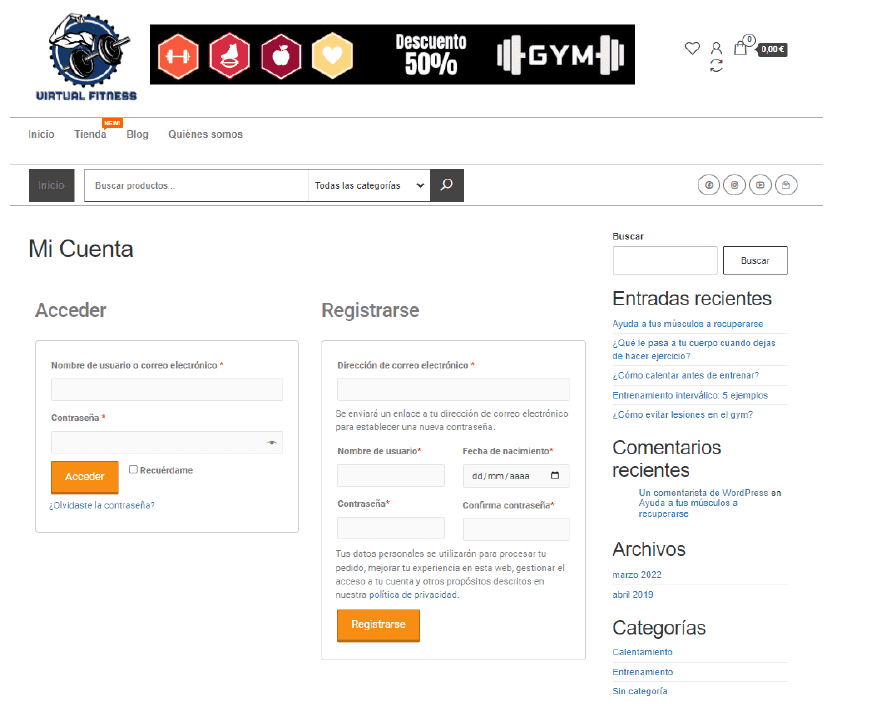 VIRTUAL FITNESS
Descuento
50%
GYM
0
0,00 €
NEW!
Inicio Tienda Blog Quiénes somos
Inicio Buscar productos... Todas las categorías
Mi Cuenta
Acceder
Nombre de usuario o correo electrónico *
Contraseña *
Acceder Recuérdame
¿Olvidaste la contraseña?
Registrarse
Dirección de correo electrónico *
Se enviará un enlace a tu dirección de correo electrónico
para establecer una nueva contraseña.
Nombre de usuario* Fecha de nacimiento*
dd/mm/aaaa
Contraseña* Confirma contraseña*
Tus datos personales se utilizarán para procesar tu
pedido, mejorar tu experiencia en esta web, gestionar el
acceso a tu cuenta y otros propósitos descritos en
nuestra política de privacidad.
Registrarse
Buscar
Buscar
Entradas recientes
Ayuda a tus músculos a recuperarse
¿Qué le pasa a tu cuerpo cuando dejas
de hacer ejercicio?
¿Cómo calentar antes de entrenar?
Entrenamiento interválico: 5 ejemplos
¿Cómo evitar lesiones en el gym?
Comentarios
recientes
Un comentarista de WordPress en
Ayuda a tus músculos a
recuperarse
Archivos
marzo 2022
abril 2019
Categorías
Calentamiento
Entrenamiento
Sin categoría